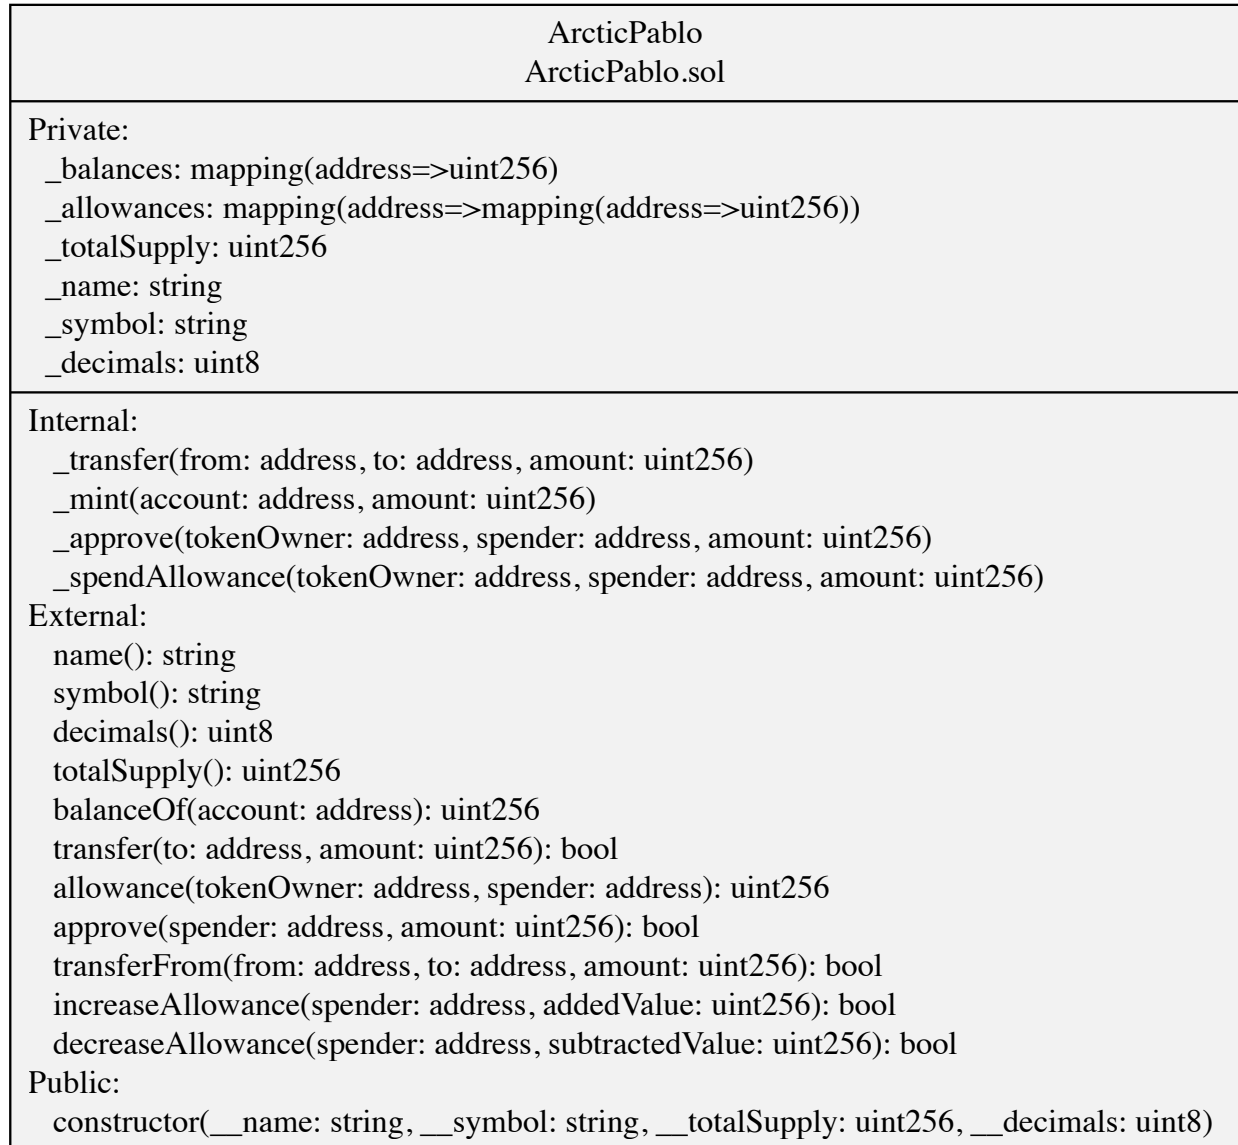 ArcticPablo
ArcticPablo.sol
Private:
_balances: mapping(address=>uint256)
_allowances: mapping(address=>mapping(address=>uint256))
_totalSupply: uint256
_name: string
_symbol: string
_decimals: uint8
Internal:
_transfer(from: address, to: address, amount: uint256)
_mint(account: address, amount: uint256)
_approve(tokenOwner: address, spender: address, amount: uint256)
_spendAllowance(tokenOwner: address, spender: address, amount: uint256)
External:
name(): string
symbol(): string
decimals(): uint8
totalSupply(): uint256
balanceOf(account: address): uint256
transfer(to: address, amount: uint256): bool
allowance(tokenOwner: address, spender: address): uint256
approve(spender: address, amount: uint256): bool
transferFrom(from: address, to: address, amount: uint256): bool
increaseAllowance(spender: address, addedValue: uint256): bool
decreaseAllowance(spender: address, subtractedValue: uint256): bool
Public:
constructor(__name: string, __symbol: string, __totalSupply: uint256, __decimals: uint8)